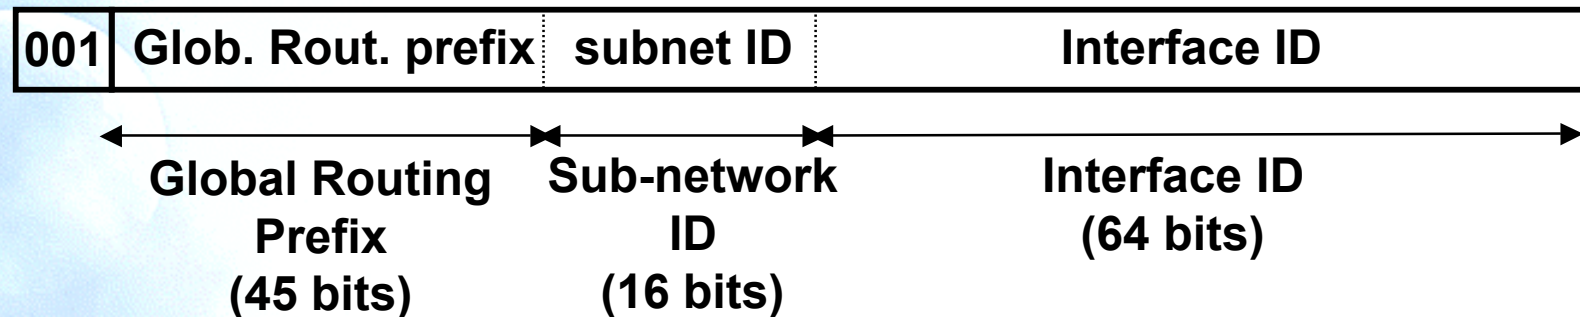 001 Glob. Rout. prefix subnet ID Interface ID
Global Routing
Prefix
(45 bits)
Sub-network
ID
(16 bits)
Interface ID
(64 bits)